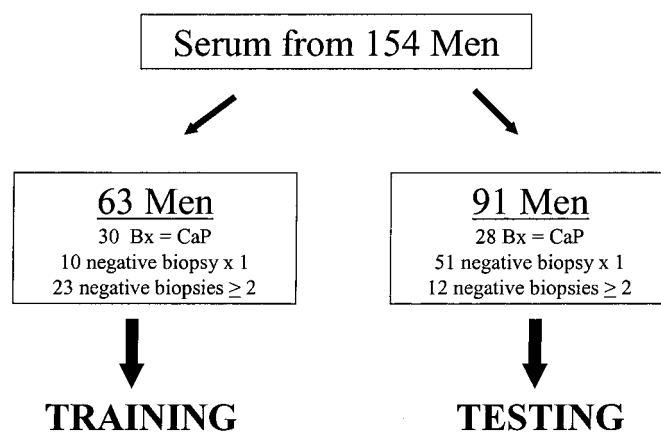 Serum from 154 Men
63 Men
30 Bx = CaP
10 negative biopsy x 1
23 negative biopsies ≥ 2
TRAINING
91 Men
28 Bx = CaP
51 negative biopsy x 1
12 negative biopsies ≥ 2
TESTING